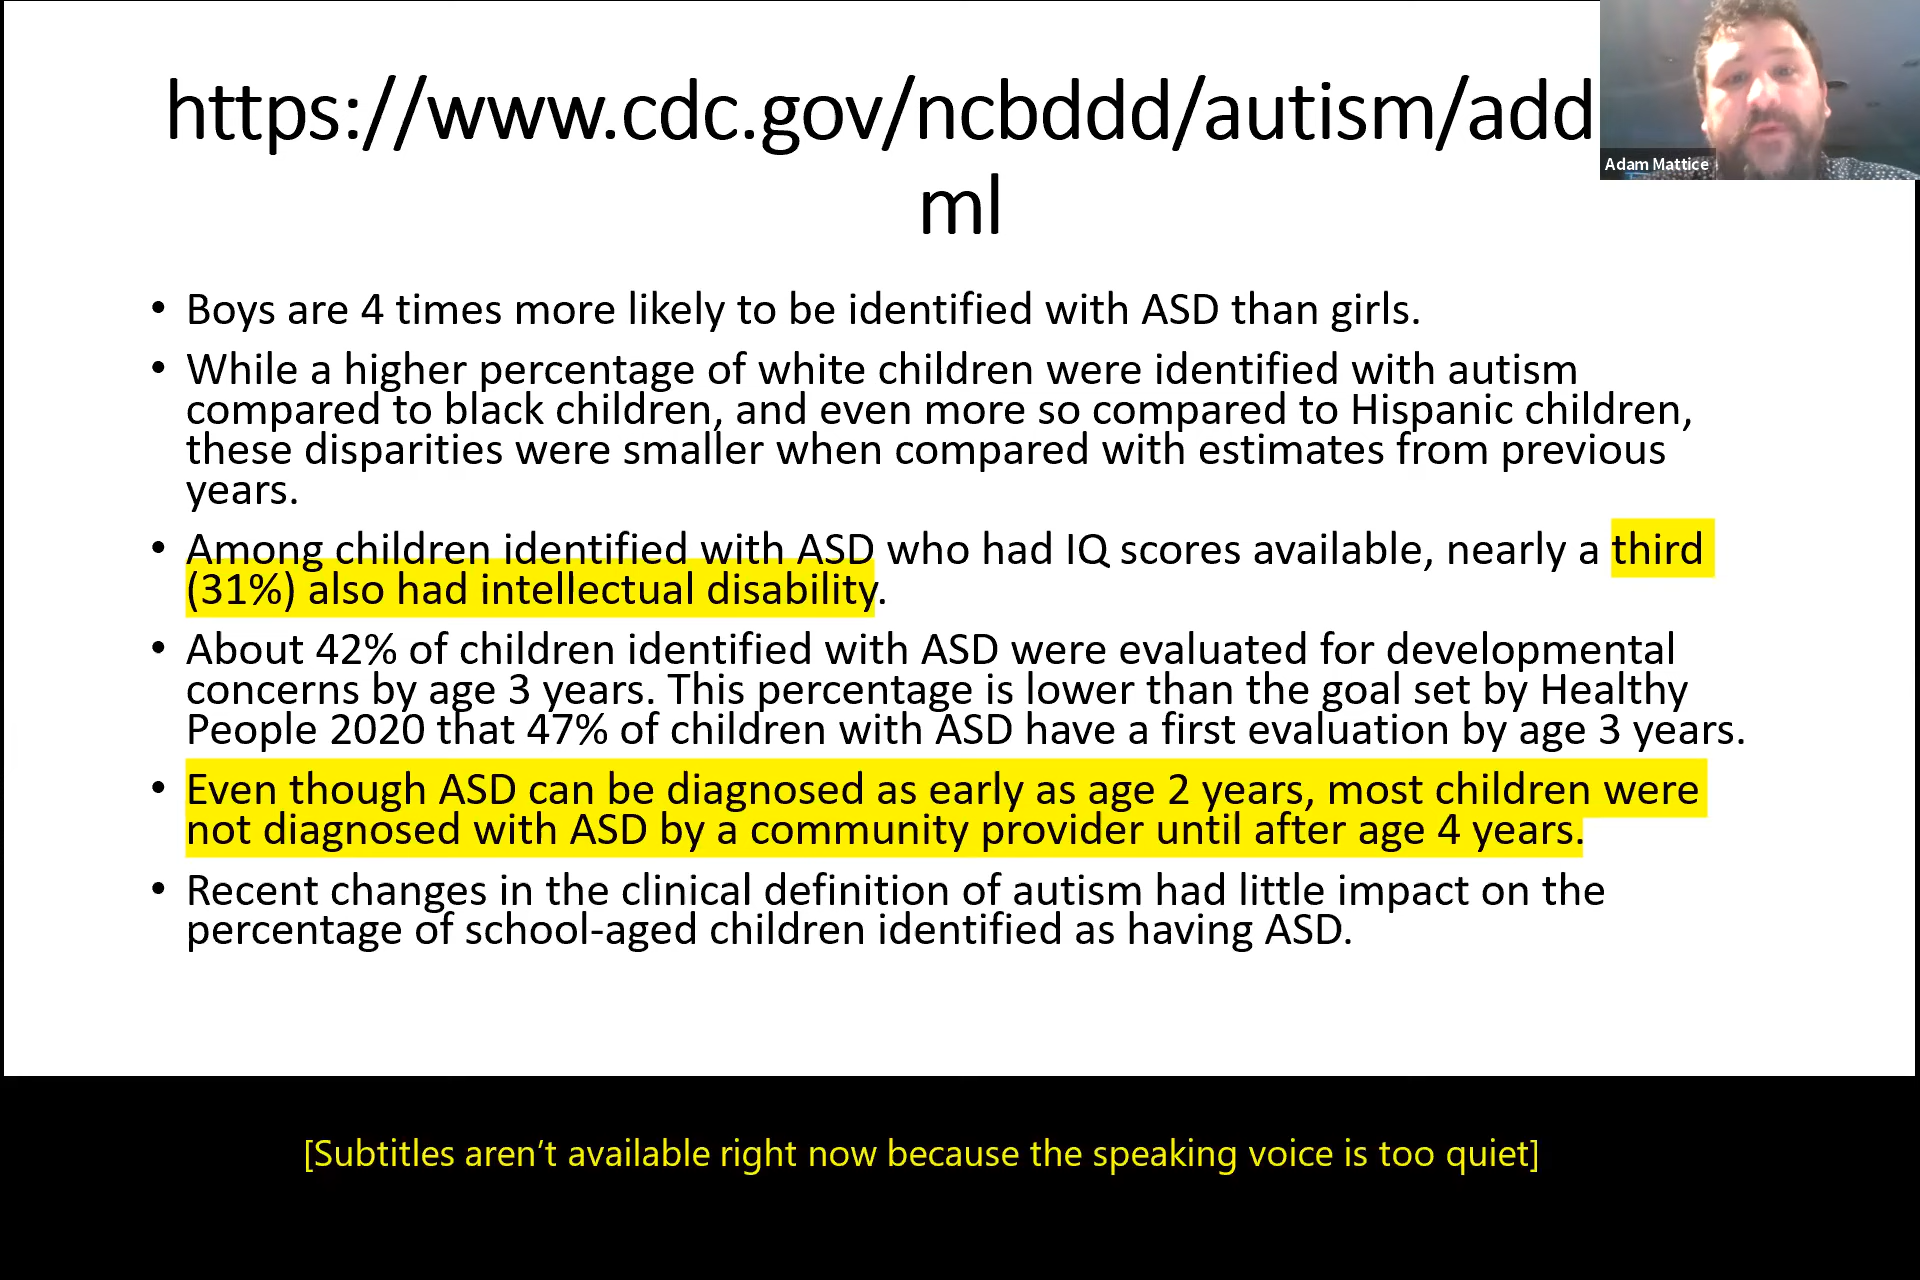 https://www.cdc.gov/ncbddd/autism/add
Adam Mattice
ml
• Boys are 4 times more likely to be identified with ASD than girls.
• While a higher percentage of white children were identified with autism
compared to black children, and even more so compared to Hispanic children,
these disparities were smaller when compared with estimates from previous
years.
• Among children identified with ASD who had IQ scores available, nearly a third
(31%) also had intellectual disability.
• About 42% of children identified with ASD were evaluated for developmental
concerns by age 3 years. This percentage is lower than the goal set by Healthy
People 2020 that 47% of children with ASD have a first evaluation by age 3 years.
• Even though ASD can be diagnosed as early as age 2 years, most children were
not diagnosed with ASD by a community provider until after age 4 years.
• Recent changes in the clinical definition of autism had little impact on the
percentage of school-aged children identified as having ASD.
[Subtitles aren’t available right now because the speaking voice is too quiet]